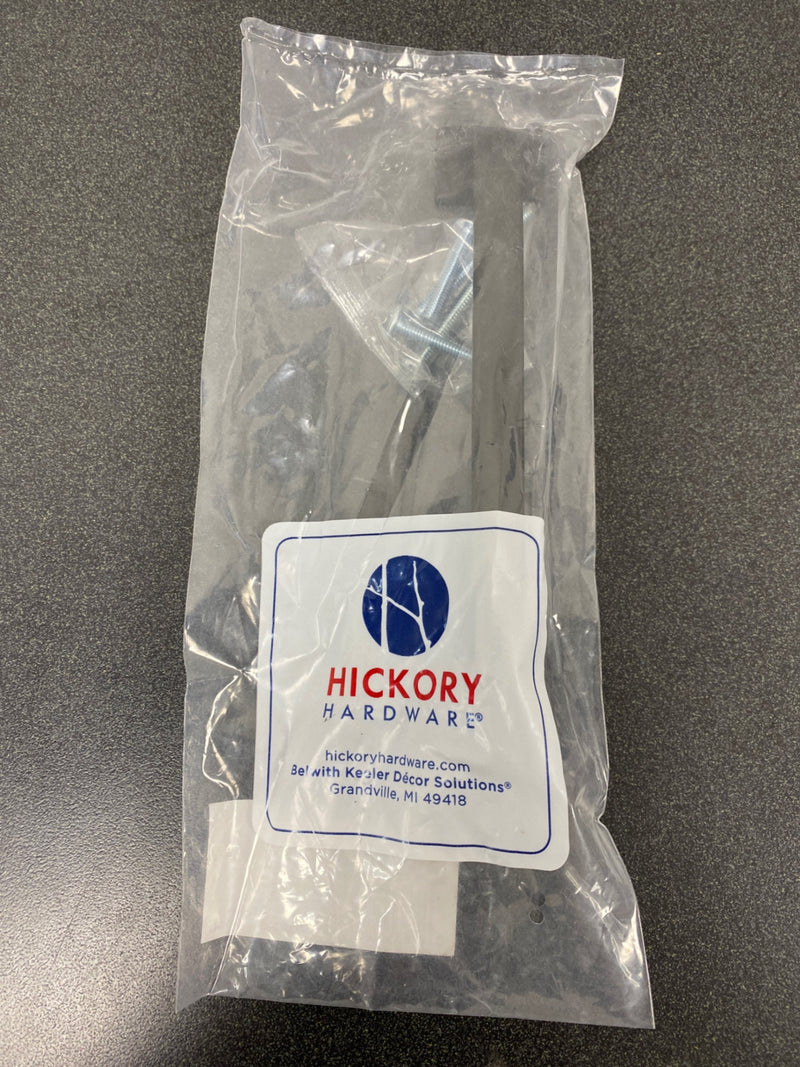 HICKORY
HARDWARE®
hickoryhardware.com
Belwith Keeler Décor Solutions®
Grandville, MI 49418